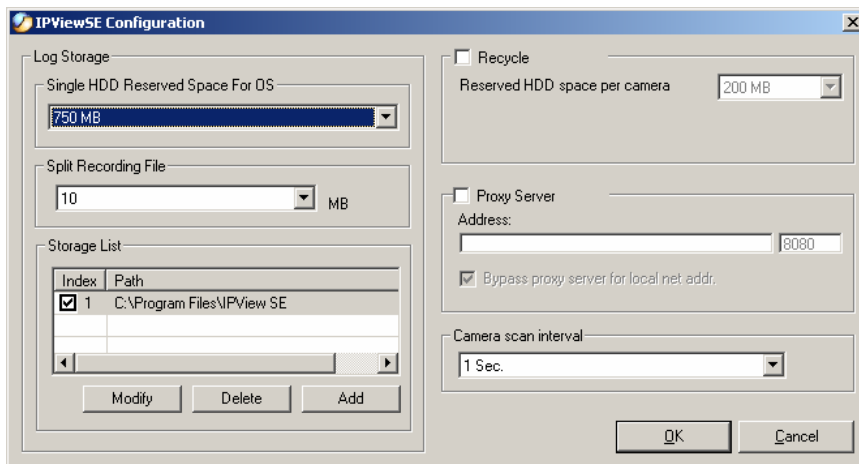 IPViewSE Configuration
Log Storage
Single HDD Reserved Space For OS
750 MB
Split Recording File
10
MB
Storage List
Index Path
1 C:\Program Files\IPView SE
Modify Delete Add
Recycle
Reserved HDD space per camera 200 MB
Proxy Server
Address:
8080
Bypass proxy server for local net addr.
Camera scan interval
1 Sec.
OK Cancel